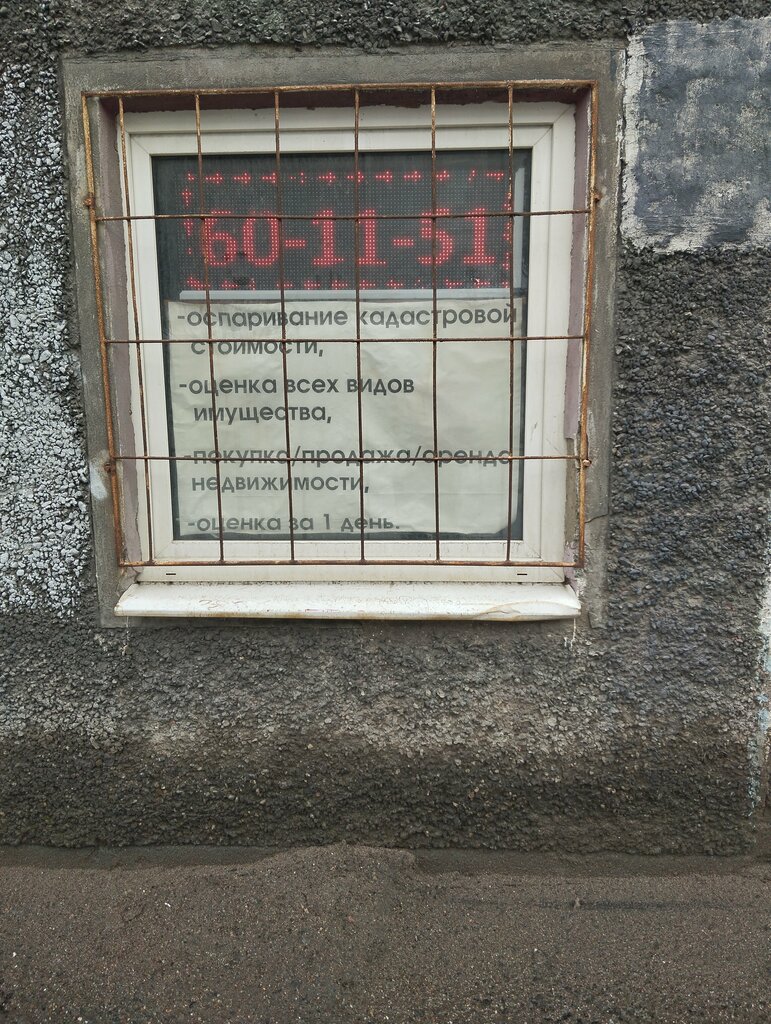 60-11-51
-оспаривание кадастровой
стоимости,
-оценка всех видов
имущества,
-покупка/продажа/аренда
недвижимости,
-оценка за 1 день.